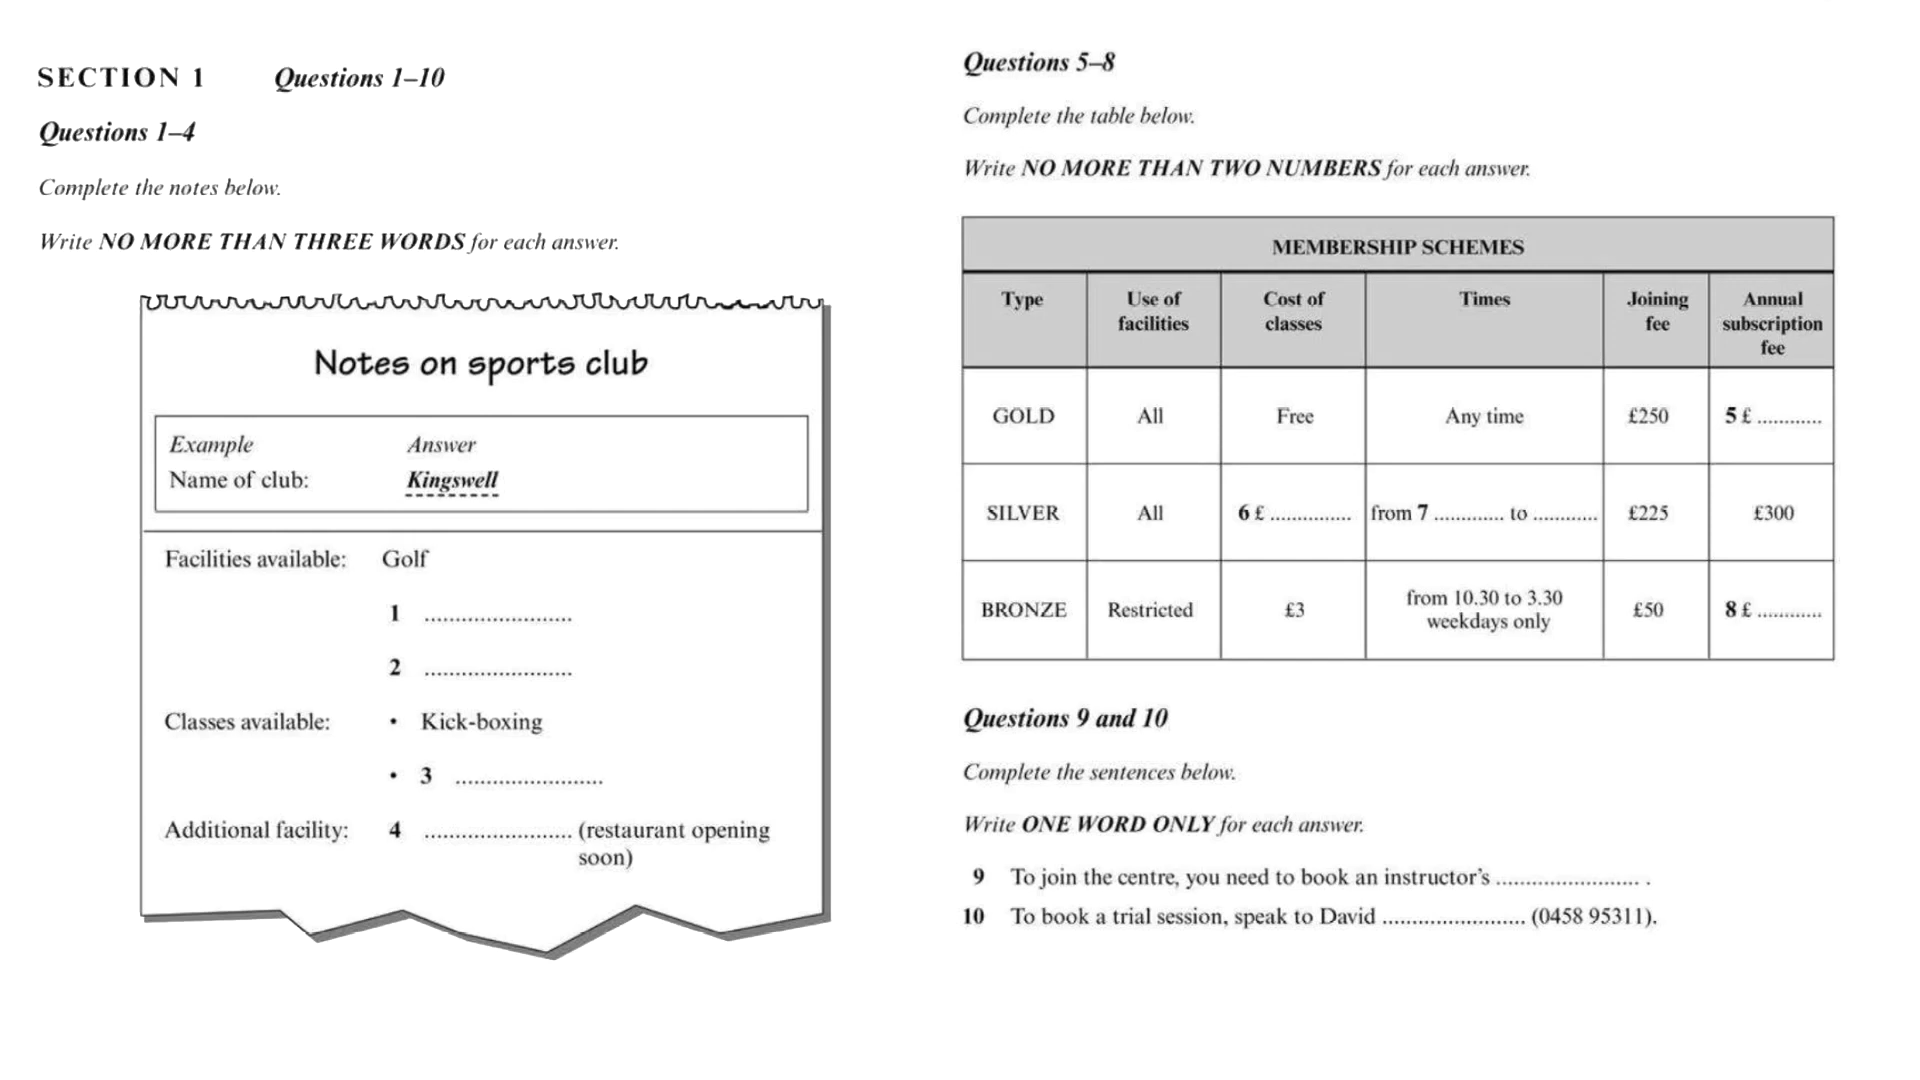 SECTION 1 Questions 1–10
Questions 1–4
Complete the notes below.
Write NO MORE THAN THREE WORDS for each answer.
Notes on sports club
Example Answer
Name of club: Kingswell
Facilities available: Golf
1 ........................
2 ........................
Classes available: • Kick-boxing
• 3 ........................
Additional facility: 4 ........................ (restaurant opening
soon)
Questions 5–8
Complete the table below.
Write NO MORE THAN TWO NUMBERS for each answer.
MEMBERSHIP SCHEMES
Type Use of facilities Cost of classes Times Joining fee Annual subscription fee
GOLD All Free Any time £250 5 £ ............
SILVER All 6 £ ............... from 7 ............. to ............ £225 £300
BRONZE Restricted £3 from 10.30 to 3.30 weekdays only £50 8 £ ............
Questions 9 and 10
Complete the sentences below.
Write ONE WORD ONLY for each answer.
9 To join the centre, you need to book an instructor's ........................ .
10 To book a trial session, speak to David ........................ (0458 95311).